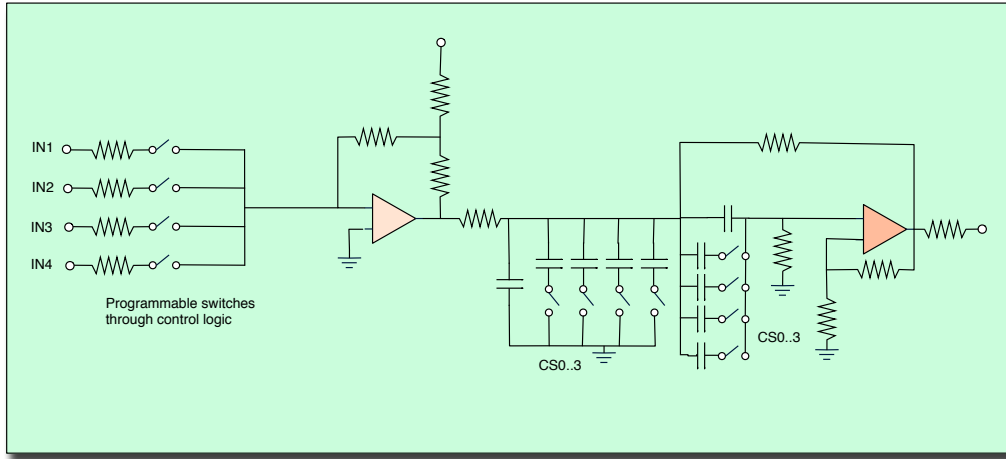 IN1
IN2
IN3
IN4
Programmable switches
through control logic
CS0..3
CS0..3